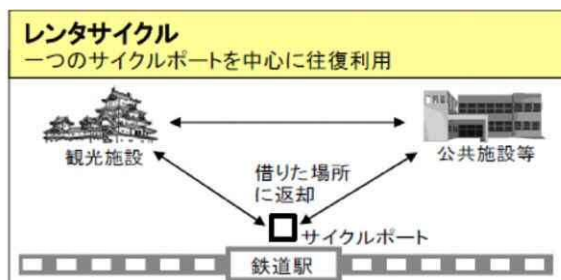 レンタサイクル
一つのサイクルポートを中心に往復利用
観光施設
公共施設等
借りた場所
に返却
サイクルポート
鉄道駅